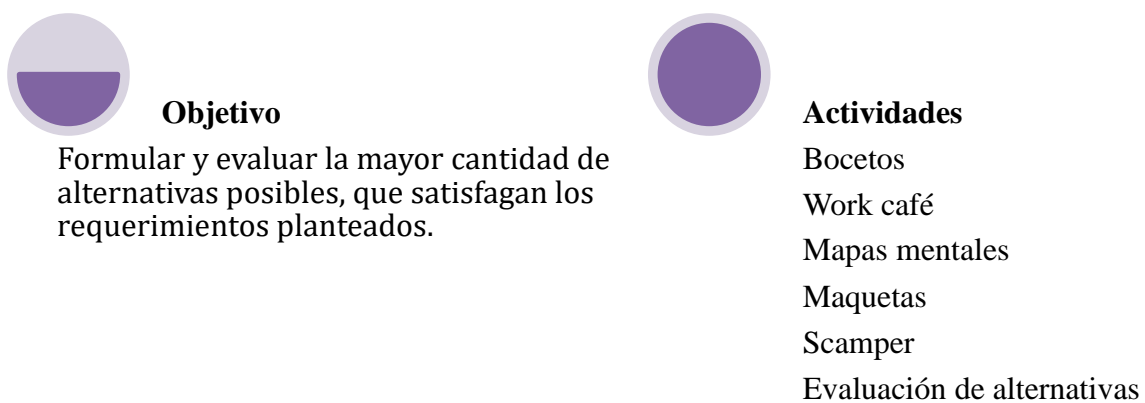 Objetivo
Formular y evaluar la mayor cantidad de
alternativas posibles, que satisfagan los
requerimientos planteados.
Actividades
Bocetos
Work café
Mapas mentales
Maquetas
Scamper
Evaluación de alternativas